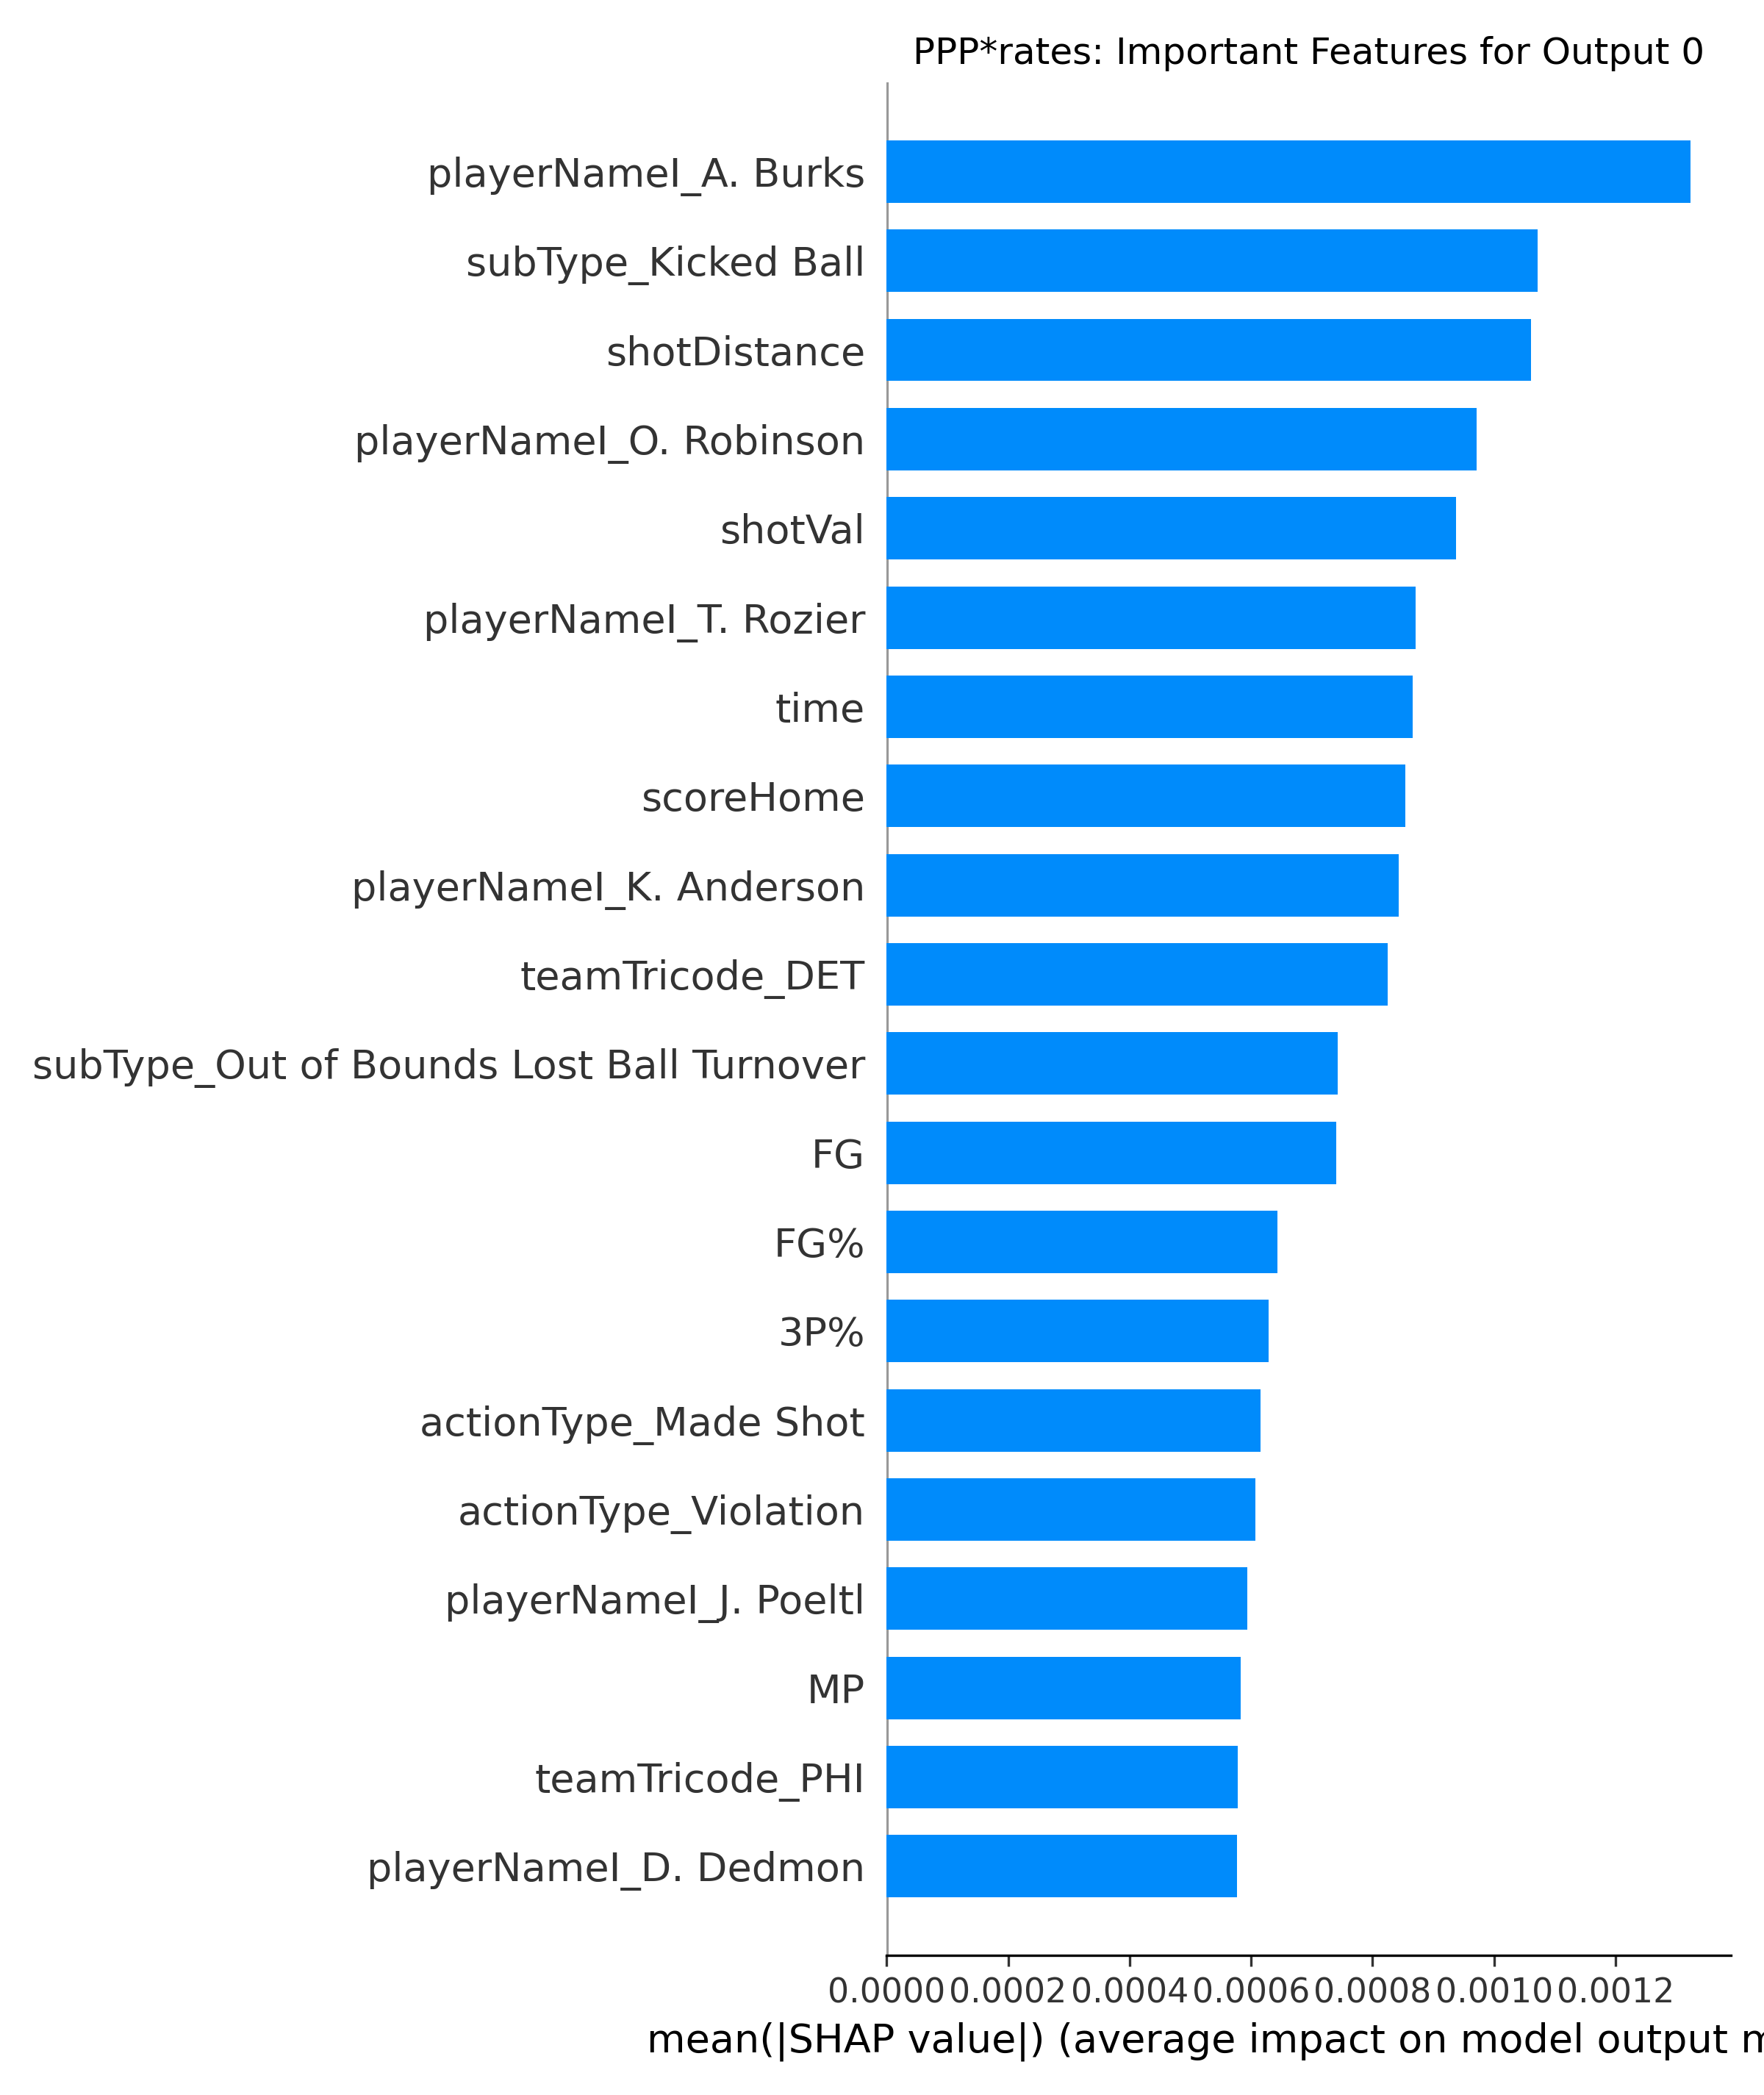 PPP*rates: Important Features for Output 0
playerNameI_A. Burks
subType_Kicked Ball
shotDistance
playerNameI_O. Robinson
shotVal
playerNameI_T. Rozier
time
scoreHome
playerNameI_K. Anderson
teamTricode_DET
subType_Out of Bounds Lost Ball Turnover
FG
FG%
3P%
actionType_Made Shot
actionType_Violation
playerNameI_J. Poeltl
MP
teamTricode_PHI
playerNameI_D. Dedmon
0.0000 0.0002 0.0004 0.0006 0.0008 0.0010 0.0012
mean(|SHAP value|) (average impact on model output m